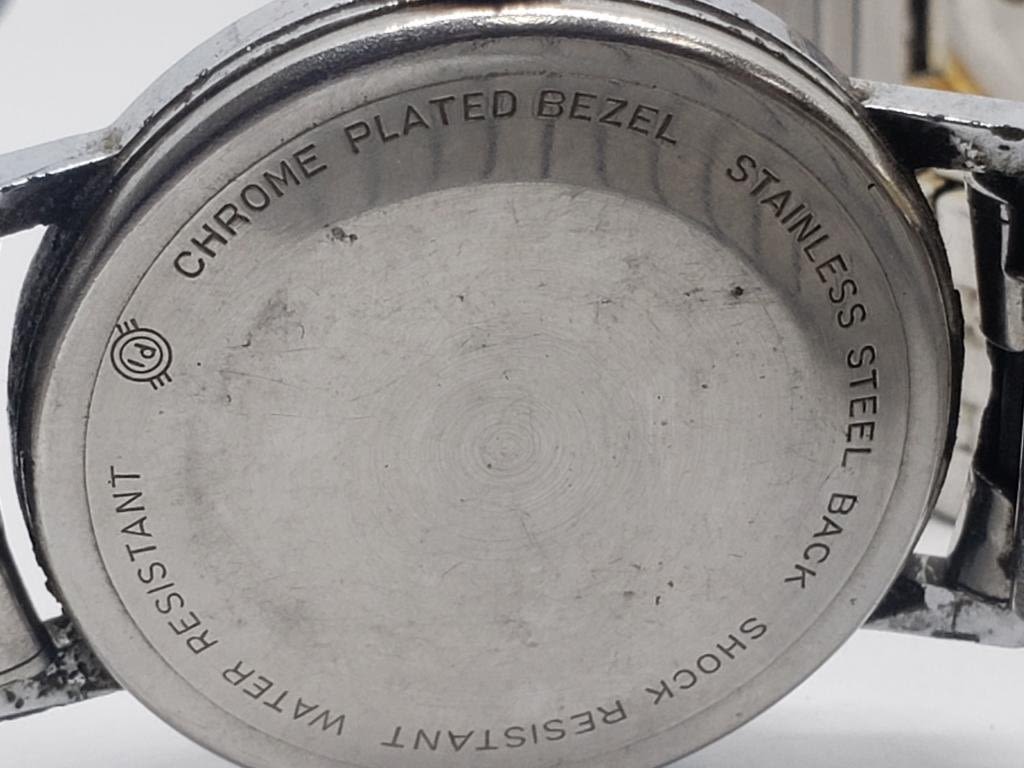 CHROME PLATED BEZEL
STAINLESS STEEL BACK
SHOCK RESISTANT
WATER RESISTANT